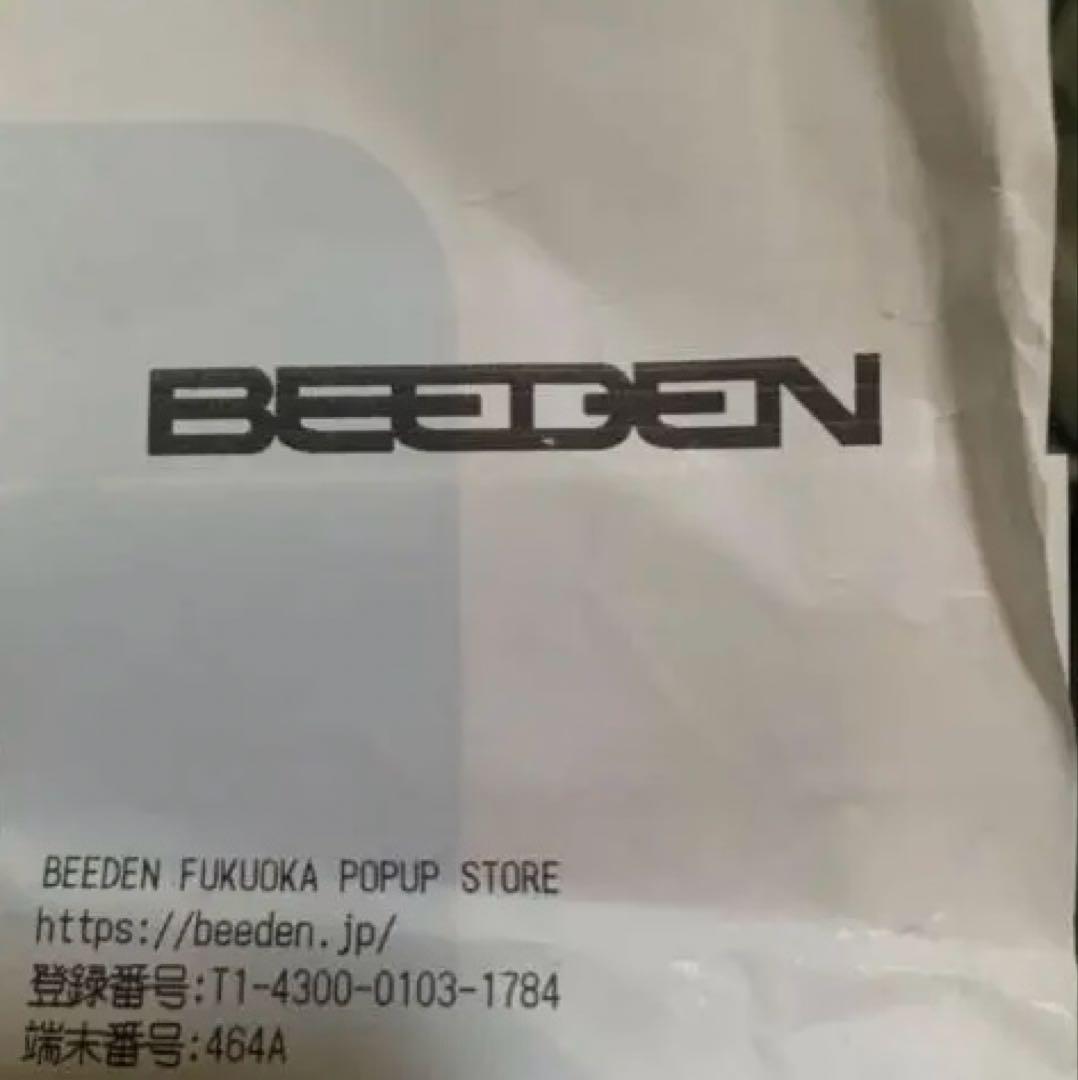 BEEDEN
BEEDEN FUKUOKA POPUP STORE
https://beeden.jp/
登録番号:T1-4300-0103-1784
端末番号:464A